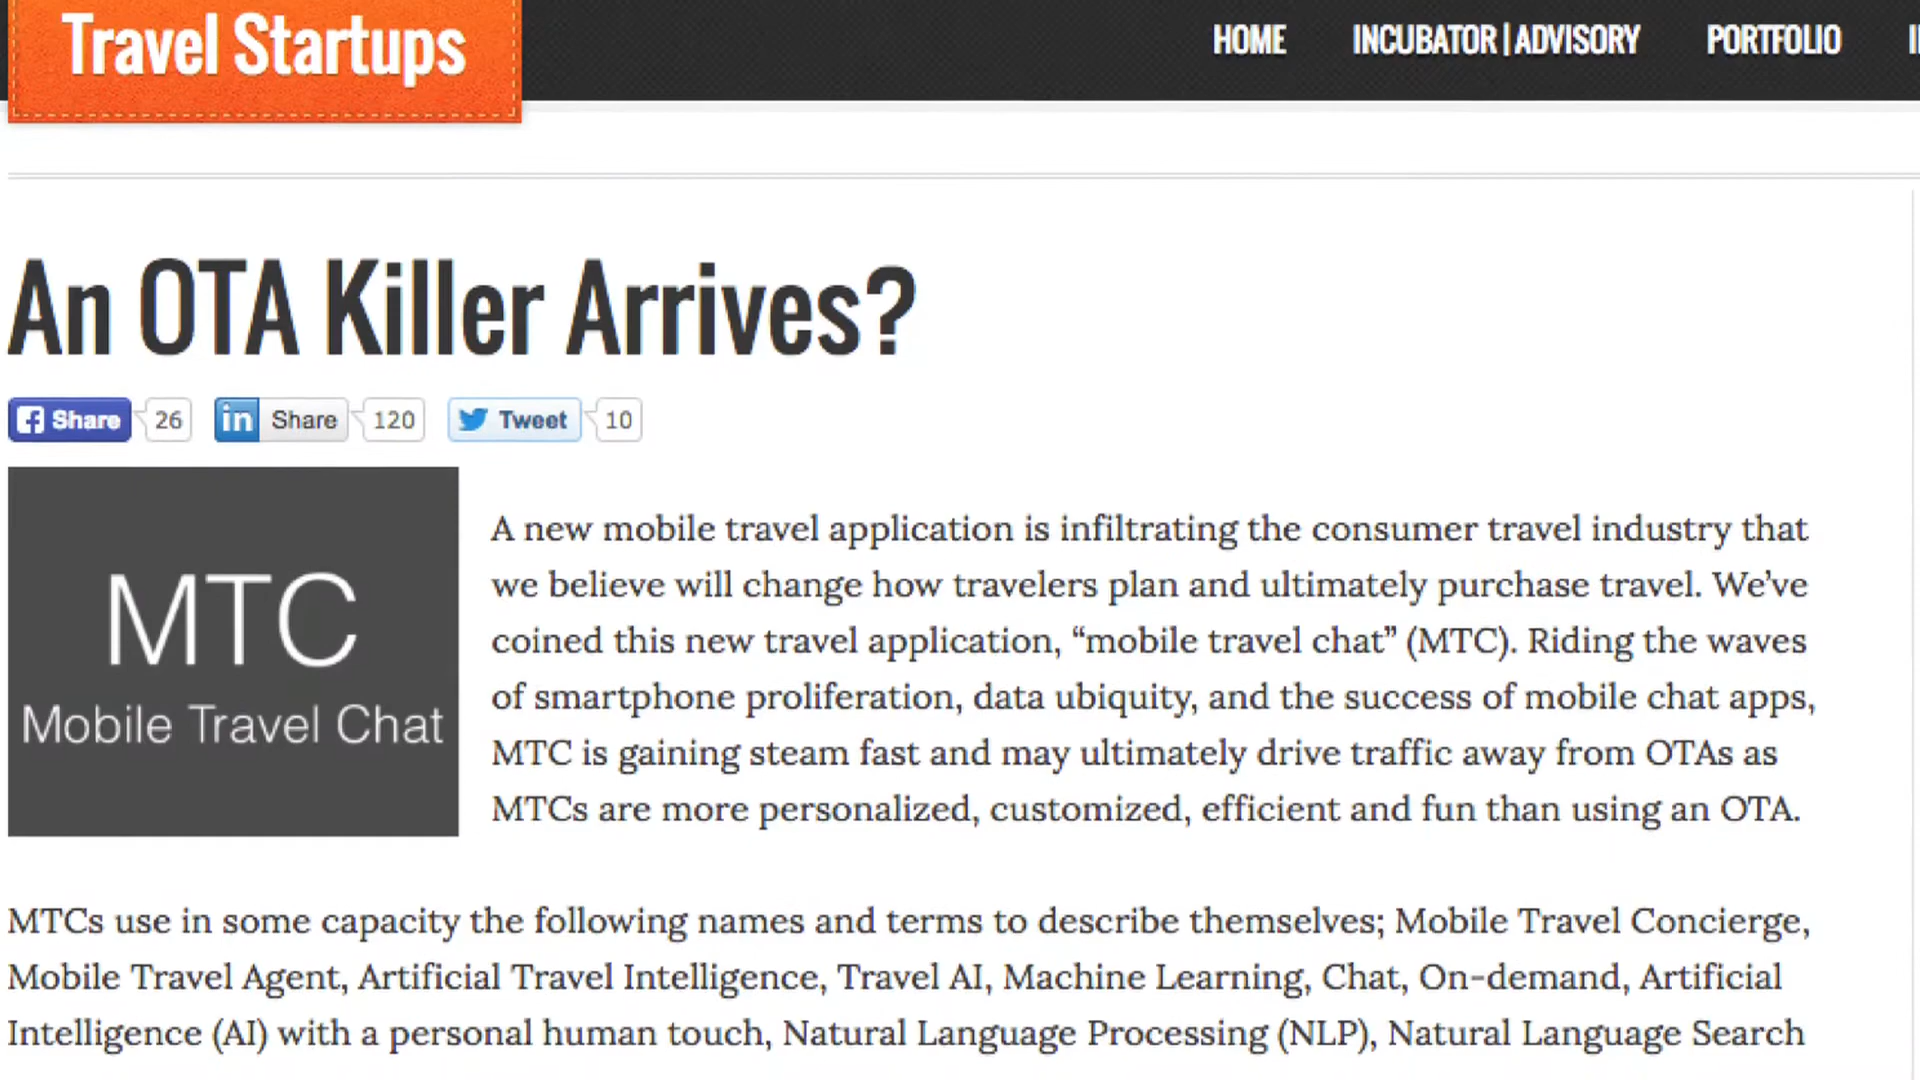 Travel Startups
HOME INCUBATOR | ADVISORY PORTFOLIO
An OTA Killer Arrives?
Share 26 in Share 120 Tweet 10
MTC
Mobile Travel Chat
A new mobile travel application is infiltrating the consumer travel industry that
we believe will change how travelers plan and ultimately purchase travel. We’ve
coined this new travel application, “mobile travel chat” (MTC). Riding the waves
of smartphone proliferation, data ubiquity, and the success of mobile chat apps,
MTC is gaining steam fast and may ultimately drive traffic away from OTAs as
MTCs are more personalized, customized, efficient and fun than using an OTA.
MTCs use in some capacity the following names and terms to describe themselves; Mobile Travel Concierge,
Mobile Travel Agent, Artificial Travel Intelligence, Travel AI, Machine Learning, Chat, On-demand, Artificial
Intelligence (AI) with a personal human touch, Natural Language Processing (NLP), Natural Language Search